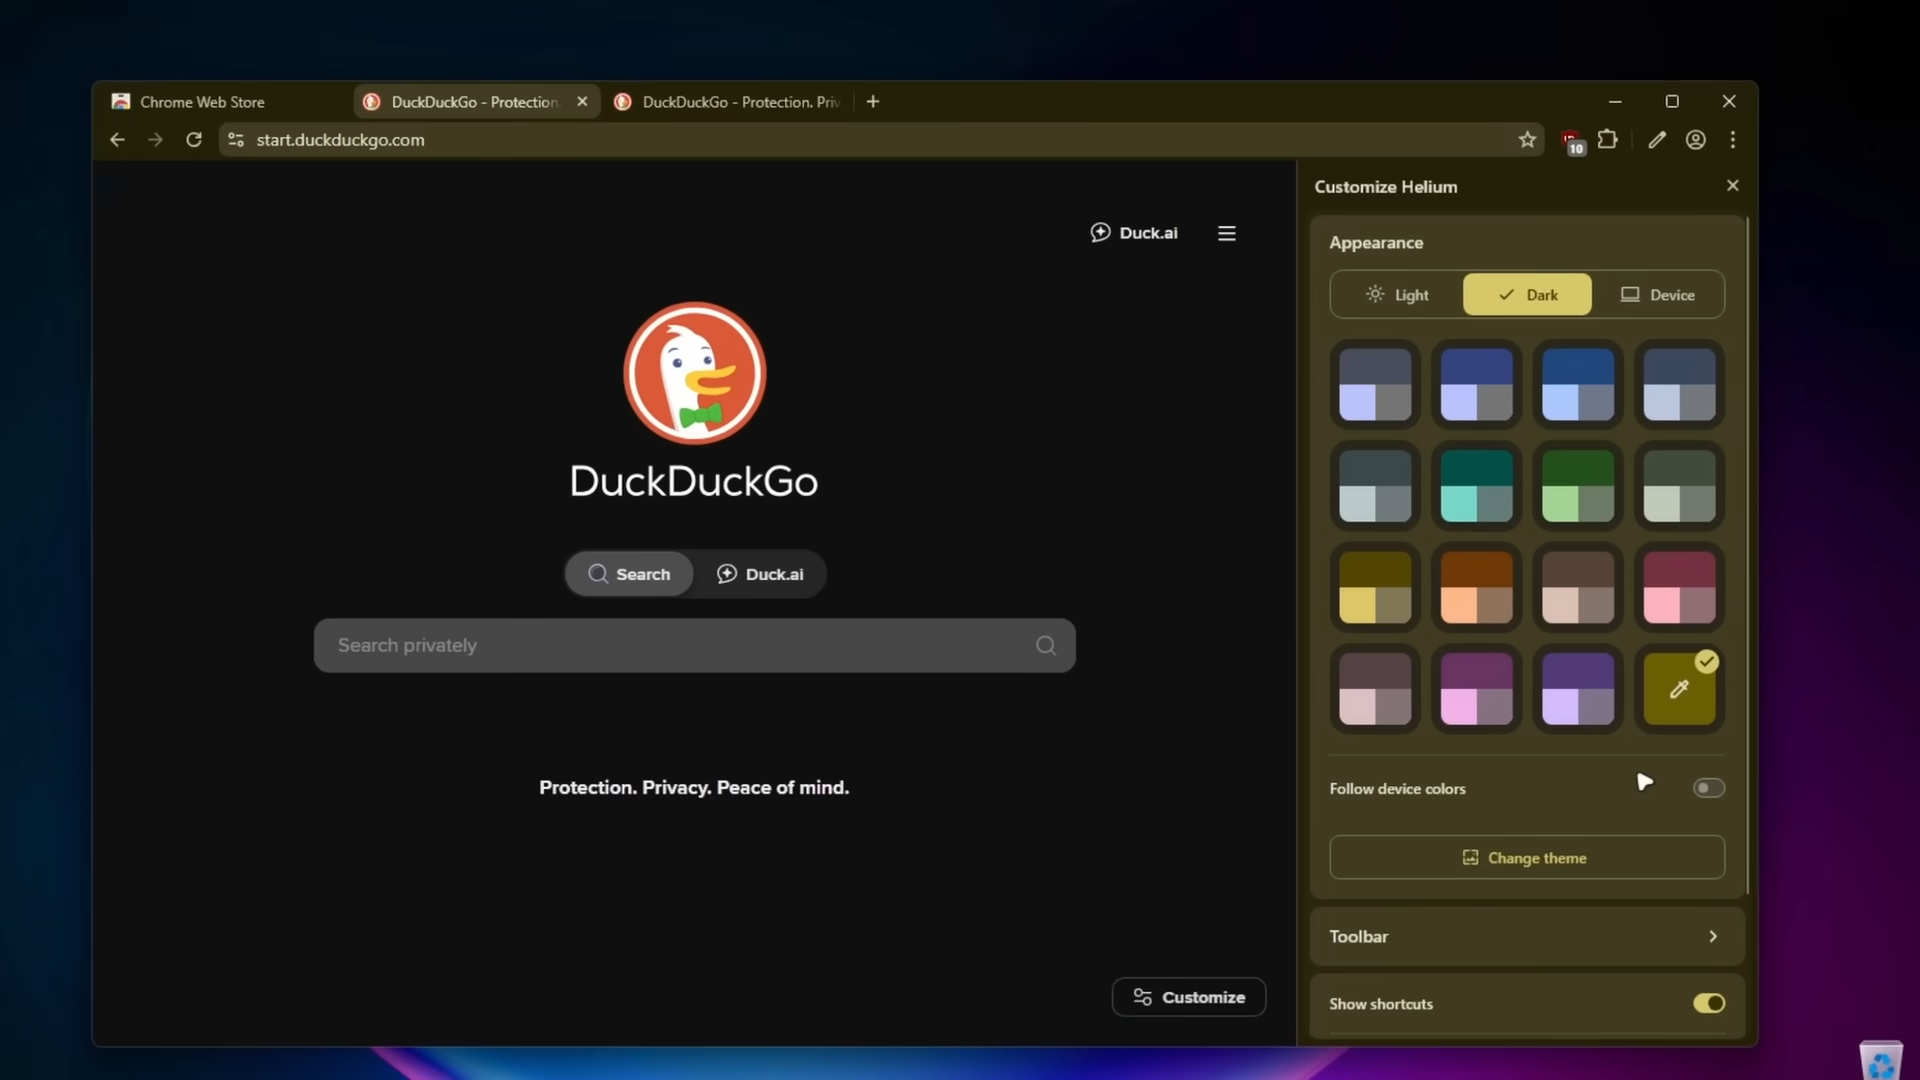 Chrome Web Store
DuckDuckGo - Protection.
DuckDuckGo - Protection. Priv
start.duckduckgo.com
10
Customize Helium
Appearance
Light
Dark
Device
Duck.ai
DuckDuckGo
Search
Duck.ai
Search privately
Protection. Privacy. Peace of mind.
Customize
Follow device colors
Change theme
Toolbar
Show shortcuts